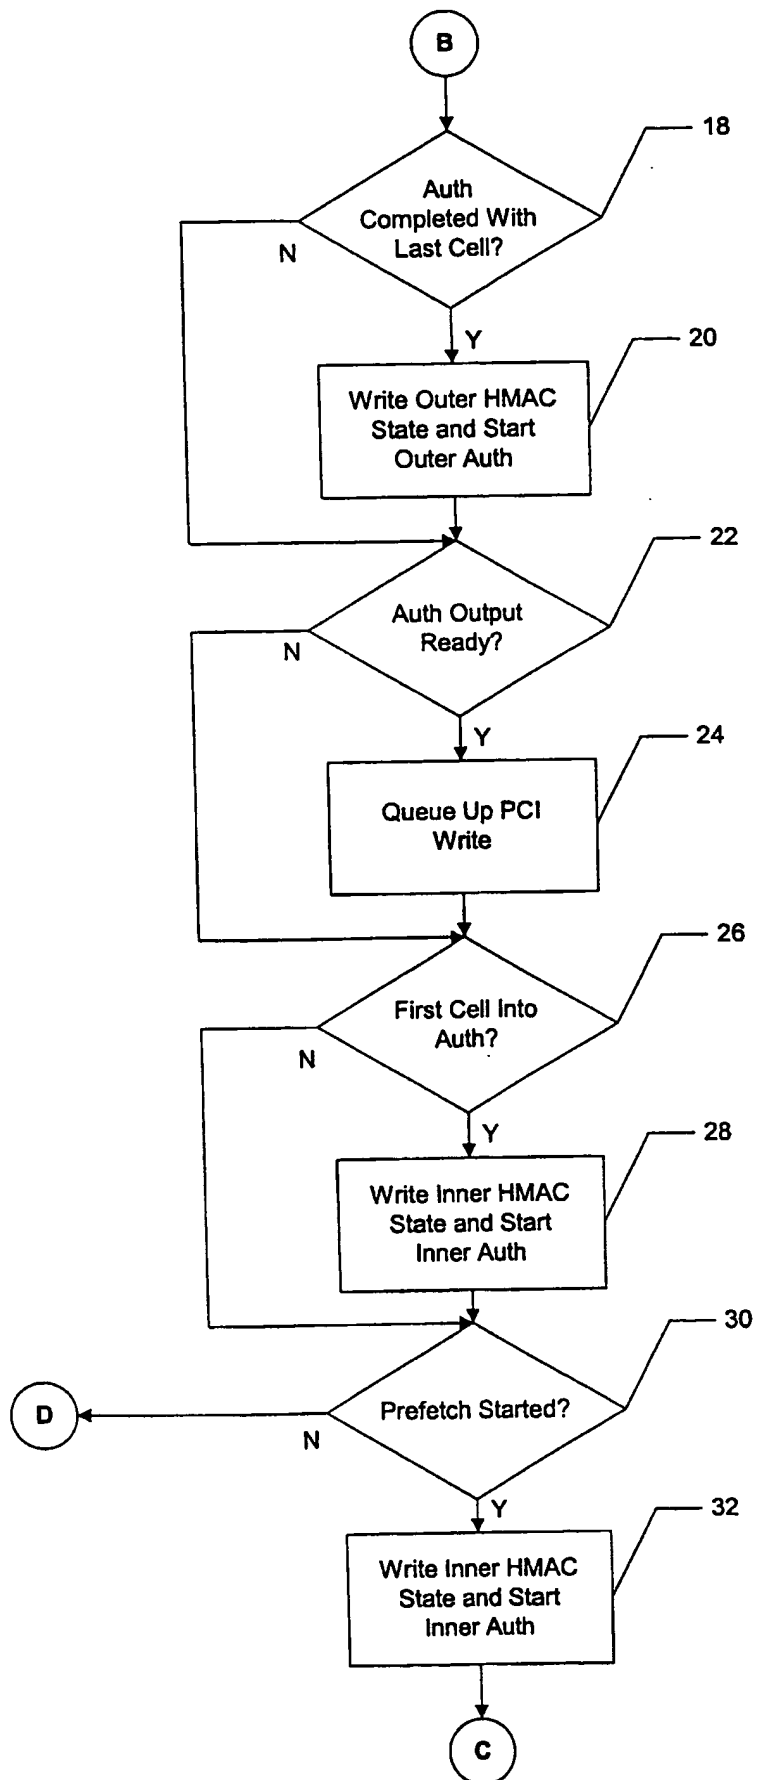 B
18
Auth
Completed With
Last Cell?
N
Y
20
Write Outer HMAC
State and Start
Outer Auth
22
Auth Output
Ready?
N
Y
24
Queue Up PCI
Write
26
First Cell Into
Auth?
N
Y
28
Write Inner HMAC
State and Start
Inner Auth
30
D
Prefetch Started?
N
Y
32
Write Inner HMAC
State and Start
Inner Auth
C